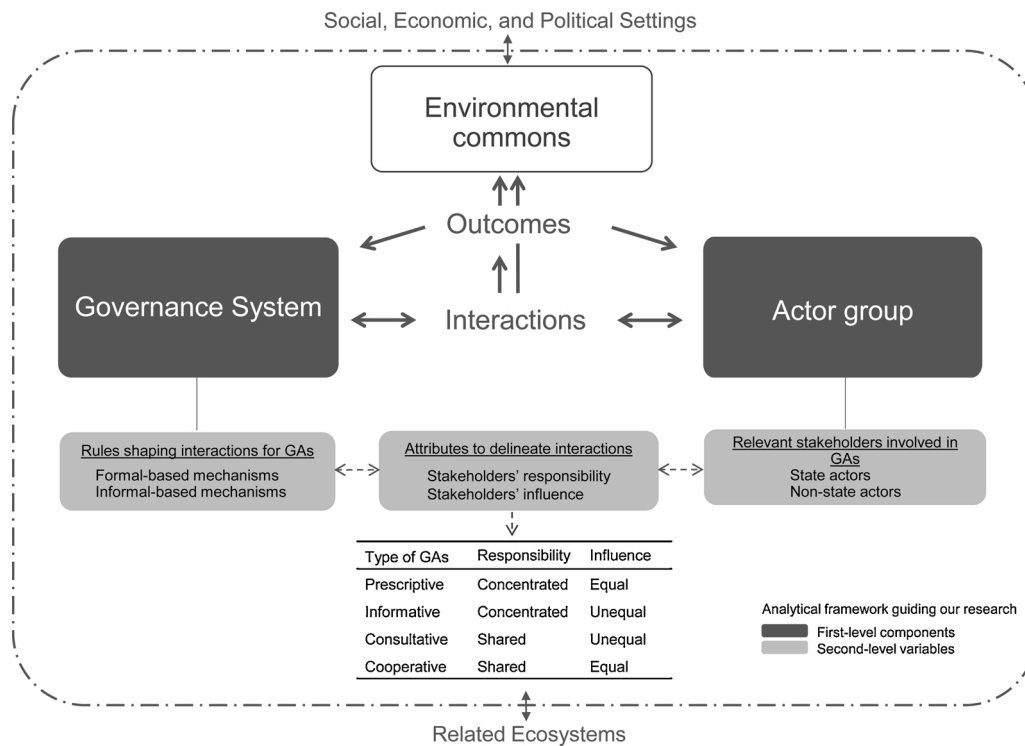 Social, Economic, and Political Settings
Environmental
commons
Outcomes
Governance System
Interactions
Actor group
Rules shaping interactions for GAs
Formal-based mechanisms
Informal-based mechanisms
Attributes to delineate interactions
Stakeholders' responsibility
Stakeholders' influence
Relevant stakeholders involved in
GAs
State actors
Non-state actors
Type of GAs Responsibility Influence
Prescriptive Concentrated Equal
Informative Concentrated Unequal
Consultative Shared Unequal
Cooperative Shared Equal
Analytical framework guiding our research
First-level components
Second-level variables
Related Ecosystems